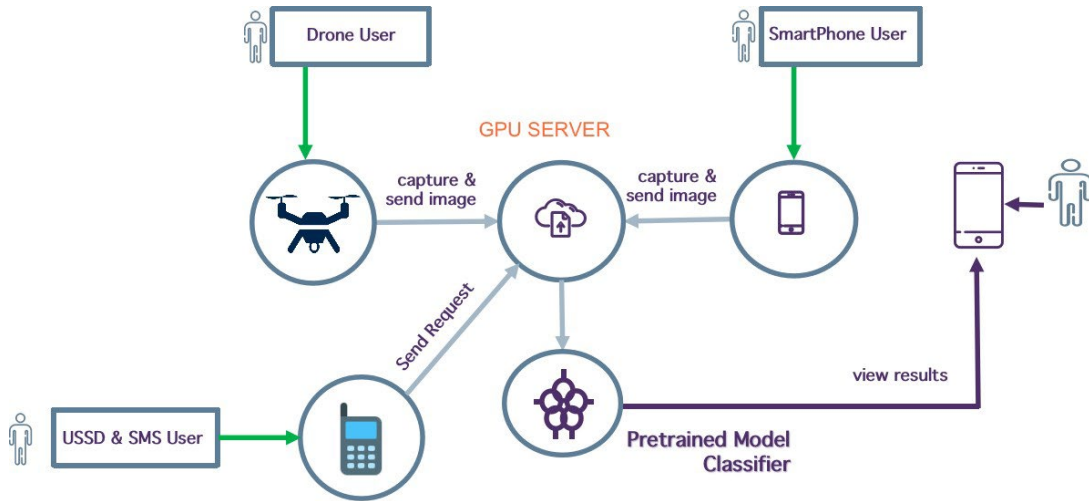 Drone User
SmartPhone User
GPU SERVER
capture &
send image
capture &
send image
Send Request
view results
USSD & SMS User
Pretrained Model
Classifier